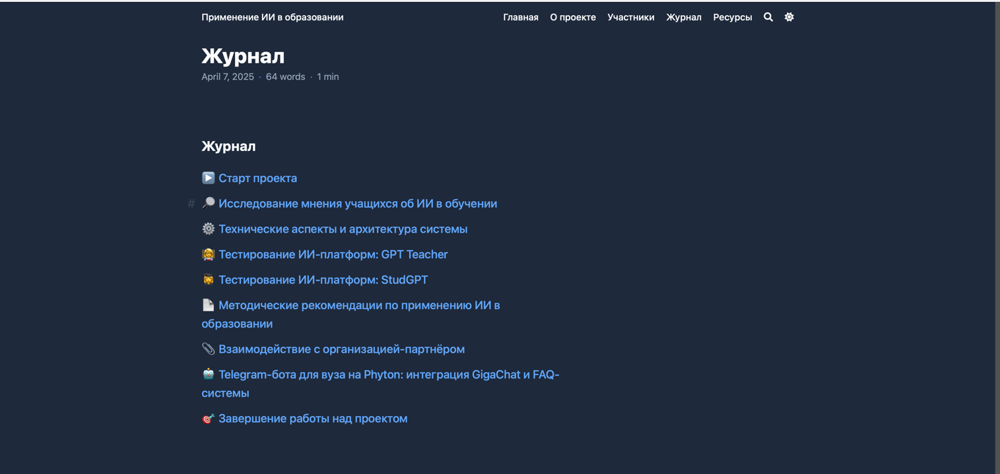 Применение ИИ в образовании
Главная О проекте Участники Журнал Ресурсы
Журнал
April 7, 2025 · 64 words · 1 min
Журнал
Старт проекта
# Исследование мнения учащихся об ИИ в обучении
Технические аспекты и архитектура системы
Тестирование ИИ-платформ: GPT Teacher
Тестирование ИИ-платформ: StudGPT
Методические рекомендации по применению ИИ в
образовании
Взаимодействие с организацией-партнёром
Telegram-бота для вуза на Phyton: интеграция GigaChat и FAQ-
системы
Завершение работы над проектом